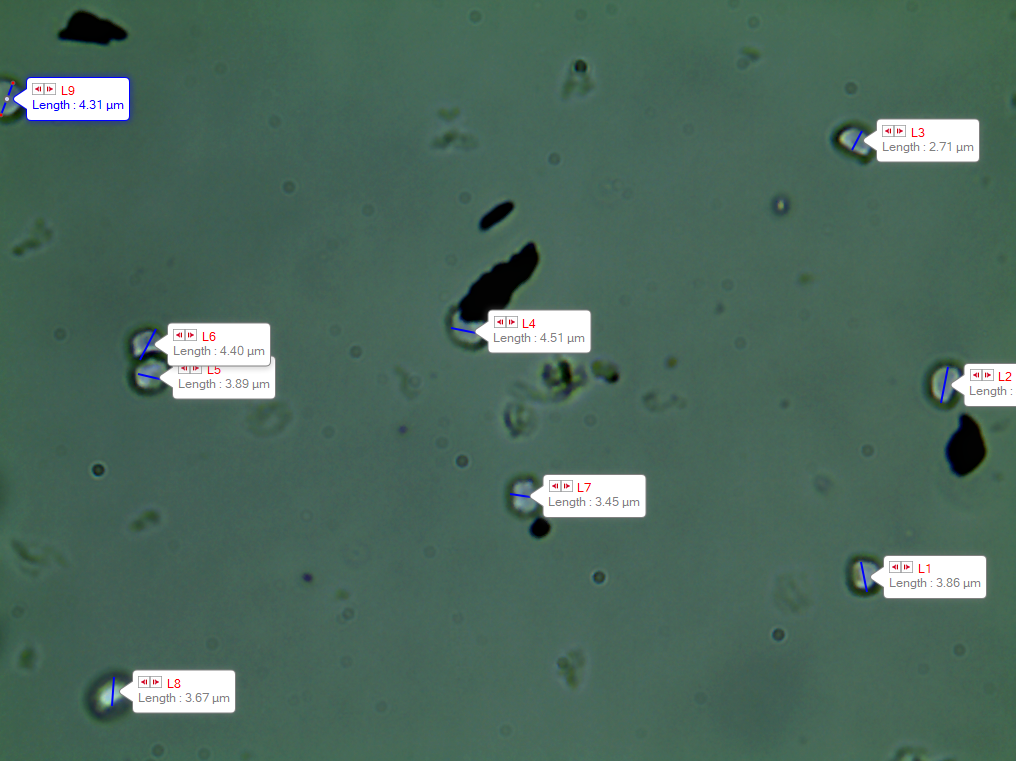 L9
Length : 4.31 µm
L3
Length : 2.71 µm
L4
Length : 4.51 µm
L6
Length : 4.40 µm
L5
Length : 3.89 µm
L2
Length :
L7
Length : 3.45 µm
L1
Length : 3.86 µm
L8
Length : 3.67 µm